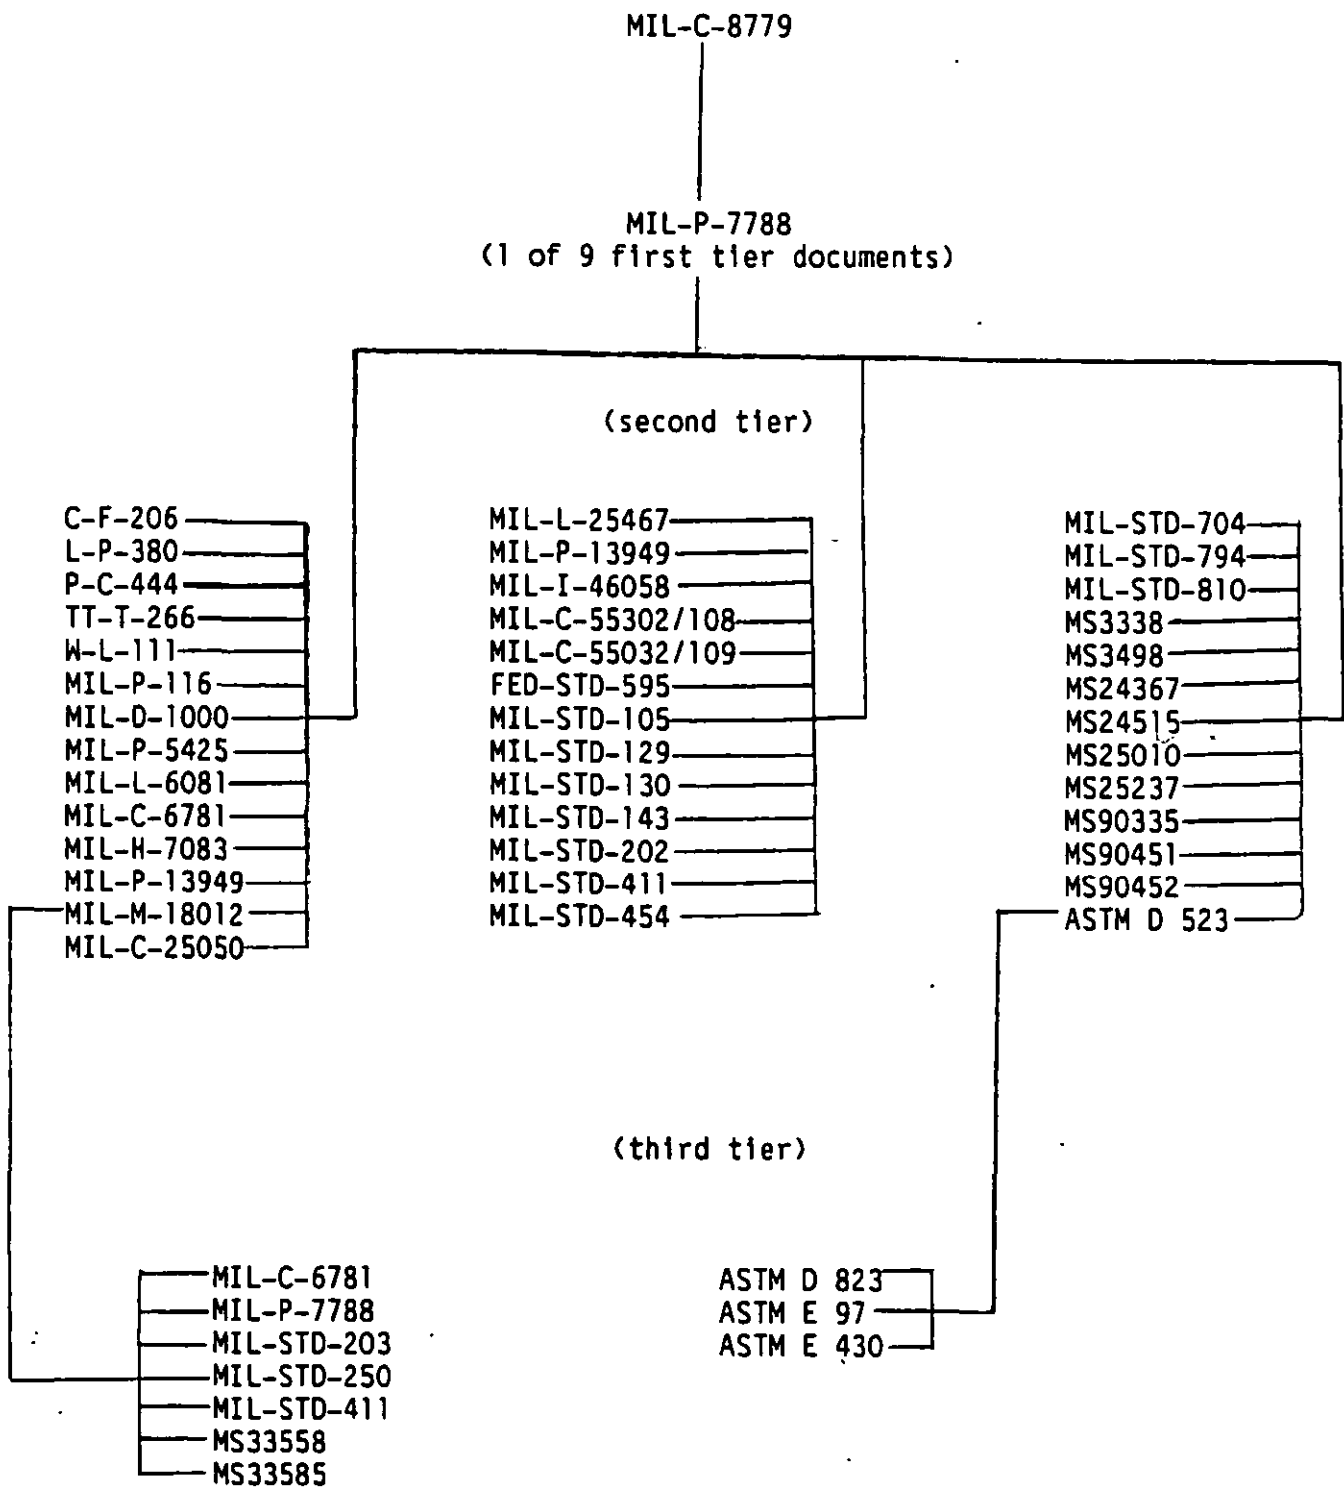 MIL-C-8779
MIL-P-7788
(1 of 9 first tier documents)
(second tier)
C-F-206
L-P-380
P-C-444
TT-T-266
W-L-111
MIL-P-116
MIL-D-1000
MIL-P-5425
MIL-L-6081
MIL-C-6781
MIL-H-7083
MIL-P-13949
MIL-M-18012
MIL-C-25050
MIL-L-25467
MIL-P-13949
MIL-I-46058
MIL-C-55302/108
MIL-C-55032/109
FED-STD-595
MIL-STD-105
MIL-STD-129
MIL-STD-130
MIL-STD-143
MIL-STD-202
MIL-STD-411
MIL-STD-454
MIL-STD-704
MIL-STD-794
MIL-STD-810
MS3338
MS3498
MS24367
MS24515
MS25010
MS25237
MS90335
MS90451
MS90452
ASTM D 523
(third tier)
MIL-C-6781
MIL-P-7788
MIL-STD-203
MIL-STD-250
MIL-STD-411
MS33558
MS33585
ASTM D 823
ASTM E 97
ASTM E 430